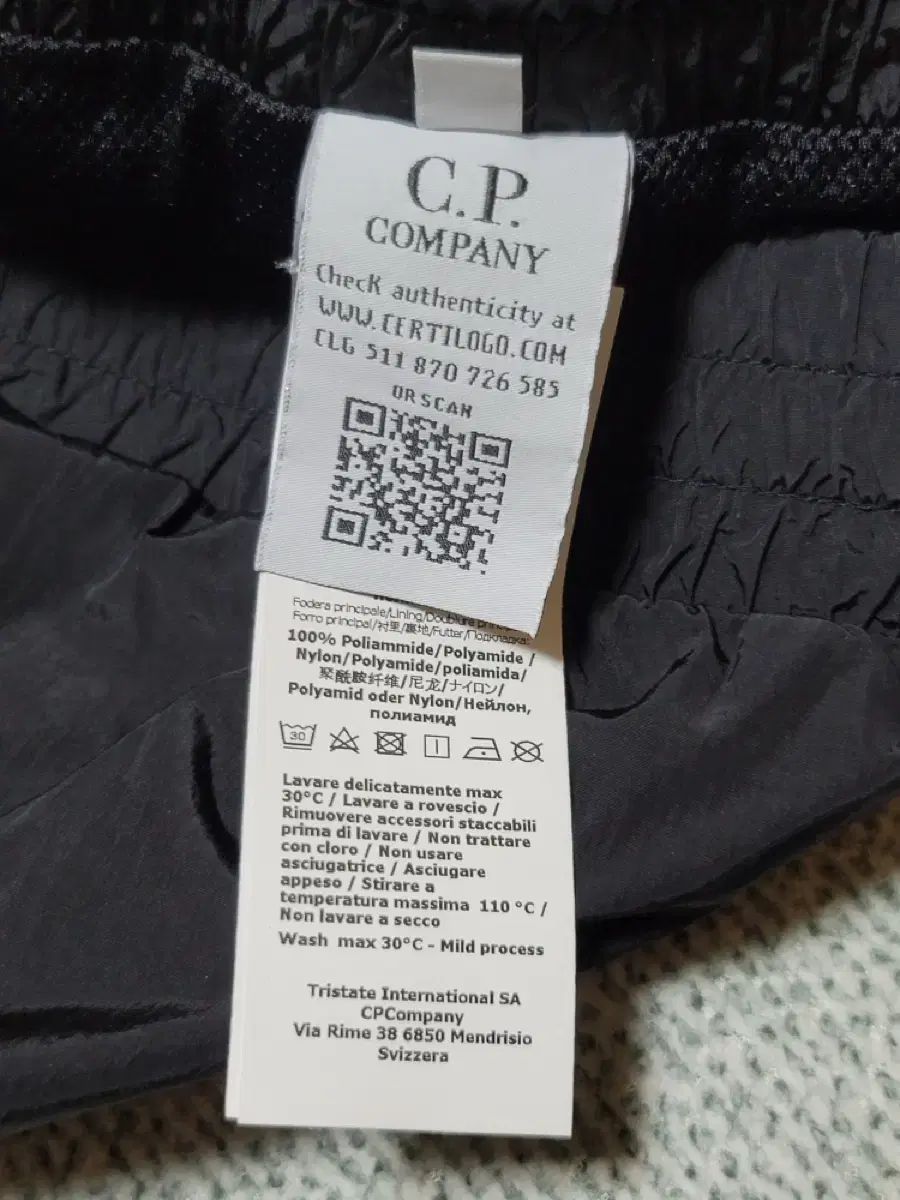 C.P.
COMPANY
Check authenticity at
WWW.CERTILOGO.COM
CLG 511 870 726 585
OR SCAN
Fodera principale/Lining/Doublure
Forro principal/衬里/裏地/Futter/Подкладка:
100% Poliammide/Polyamide /
Nylon/Polyamide/poliamida/
聚酰胺纤维/尼龙/ナイロン/
Polyamid oder Nylon/Нейлон,
полиамид
30
Lavare delicatamente max
30°C / Lavare a rovescio /
Rimuovere accessori staccabili
prima di lavare / Non trattare
con cloro / Non usare
asciugatrice / Asciugare
appeso / Stirare a
temperatura massima 110 °C /
Non lavare a secco
Wash max 30°C - Mild process
Tristate International SA
CPCompany
Via Rime 38 6850 Mendrisio
Svizzera